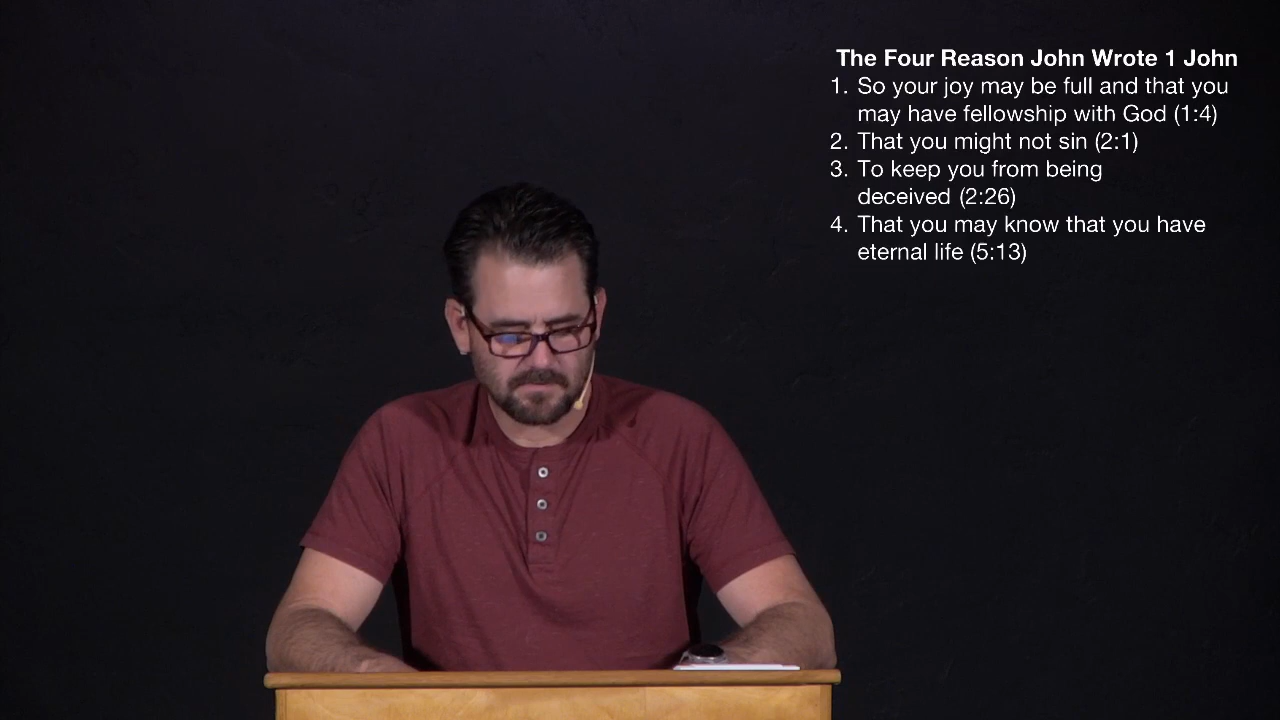 The Four Reason John Wrote 1 John
1. So your joy may be full and that you
may have fellowship with God (1:4)
2. That you might not sin (2:1)
3. To keep you from being
deceived (2:26)
4. That you may know that you have
eternal life (5:13)